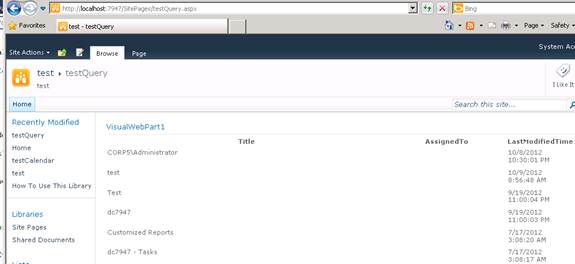 http://localhost:7947/SitePages/testQuery.aspx
Bing
Favorites
test - testQuery
Page
Safety
System Ac
Site Actions
Browse
Page
test ▸ testQuery
test
I Like It
Home
Search this site...
Recently Modified
testQuery
Home
testCalendar
test
How To Use This Library
Libraries
Site Pages
Shared Documents
Lists
VisualWebPart1
Title AssignedTo LastModifiedTime
CORP5\Administrator 10/8/2012
10:30:01 PM
test 10/9/2012
8:56:48 AM
Test 9/19/2012
11:00:04 PM
dc7947 9/19/2012
11:00:03 PM
Customized Reports 7/17/2012
3:08:20 AM
dc7947 - Tasks 7/17/2012
3:08:17 AM